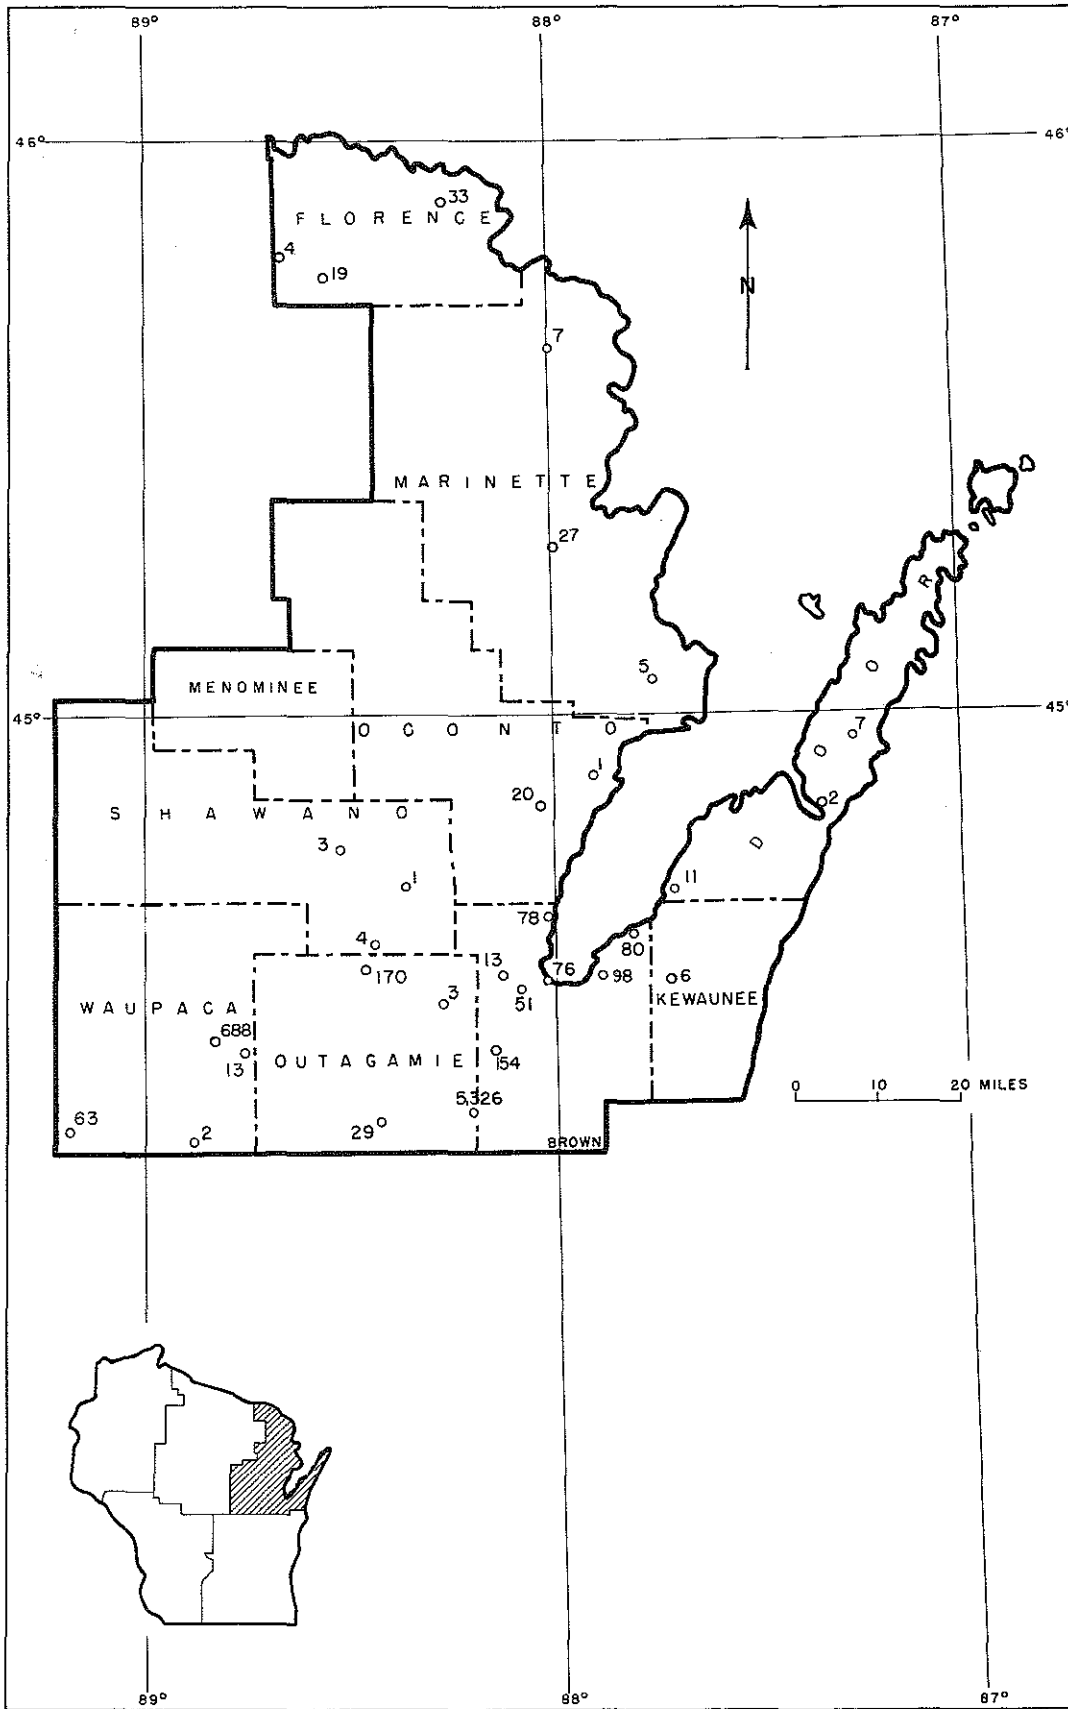 89° 88° 87°
46° 46°
33
FLORENCE
4
19
N
7
MARINETTE
27
5
MENOMINEE
45° 45°
OCONTO
7
1
20
2
SHAWANO
3
1
11
DOOR
78
80
4
170
13
76
98
6
51
3
KEWAUNEE
WAUPACA
688
13
OUTAGAMIE
154
0 10 20 MILES
5,326
63
2
29
BROWN
89° 88° 87°